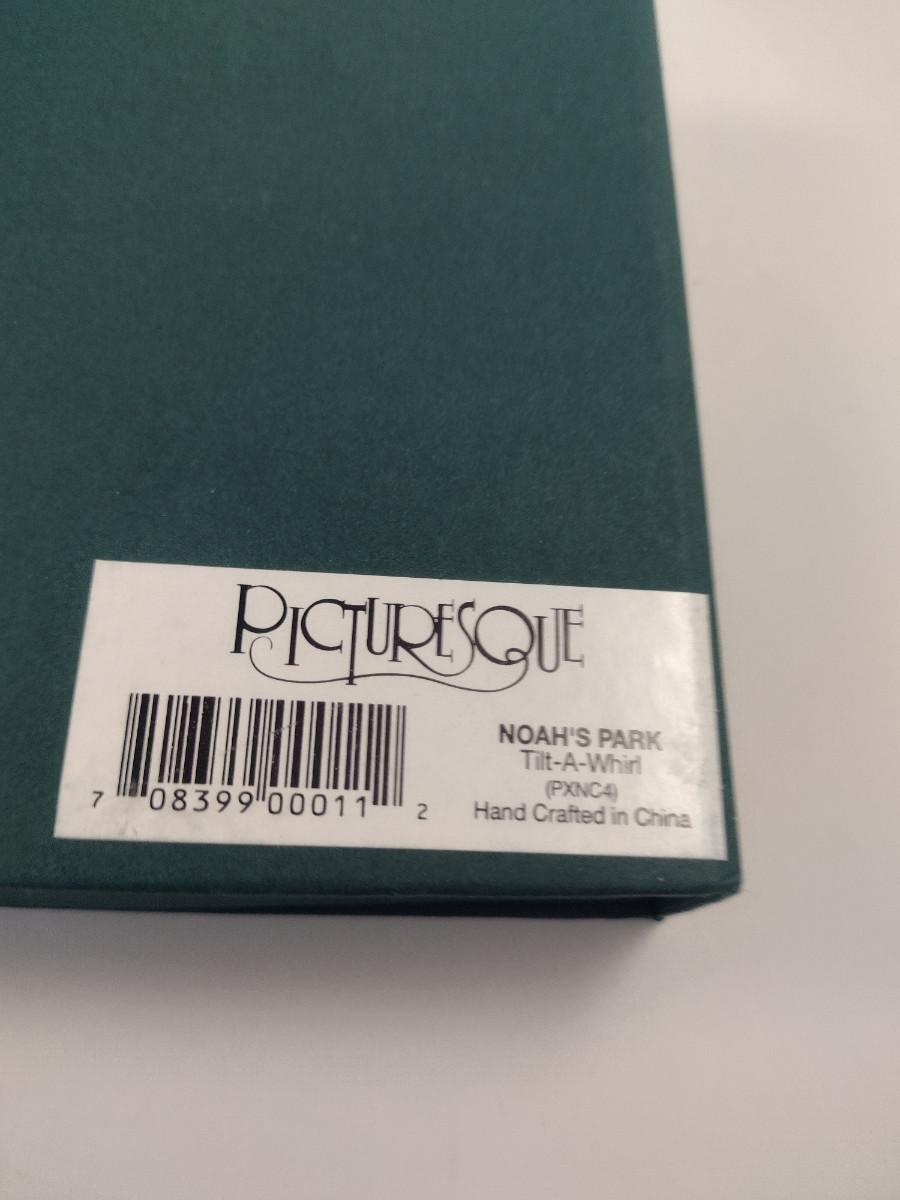 PICTURESQUE
NOAH'S PARK
Tilt-A-Whirl
(PXNC4)
Hand Crafted in China
7 08399 00011 2